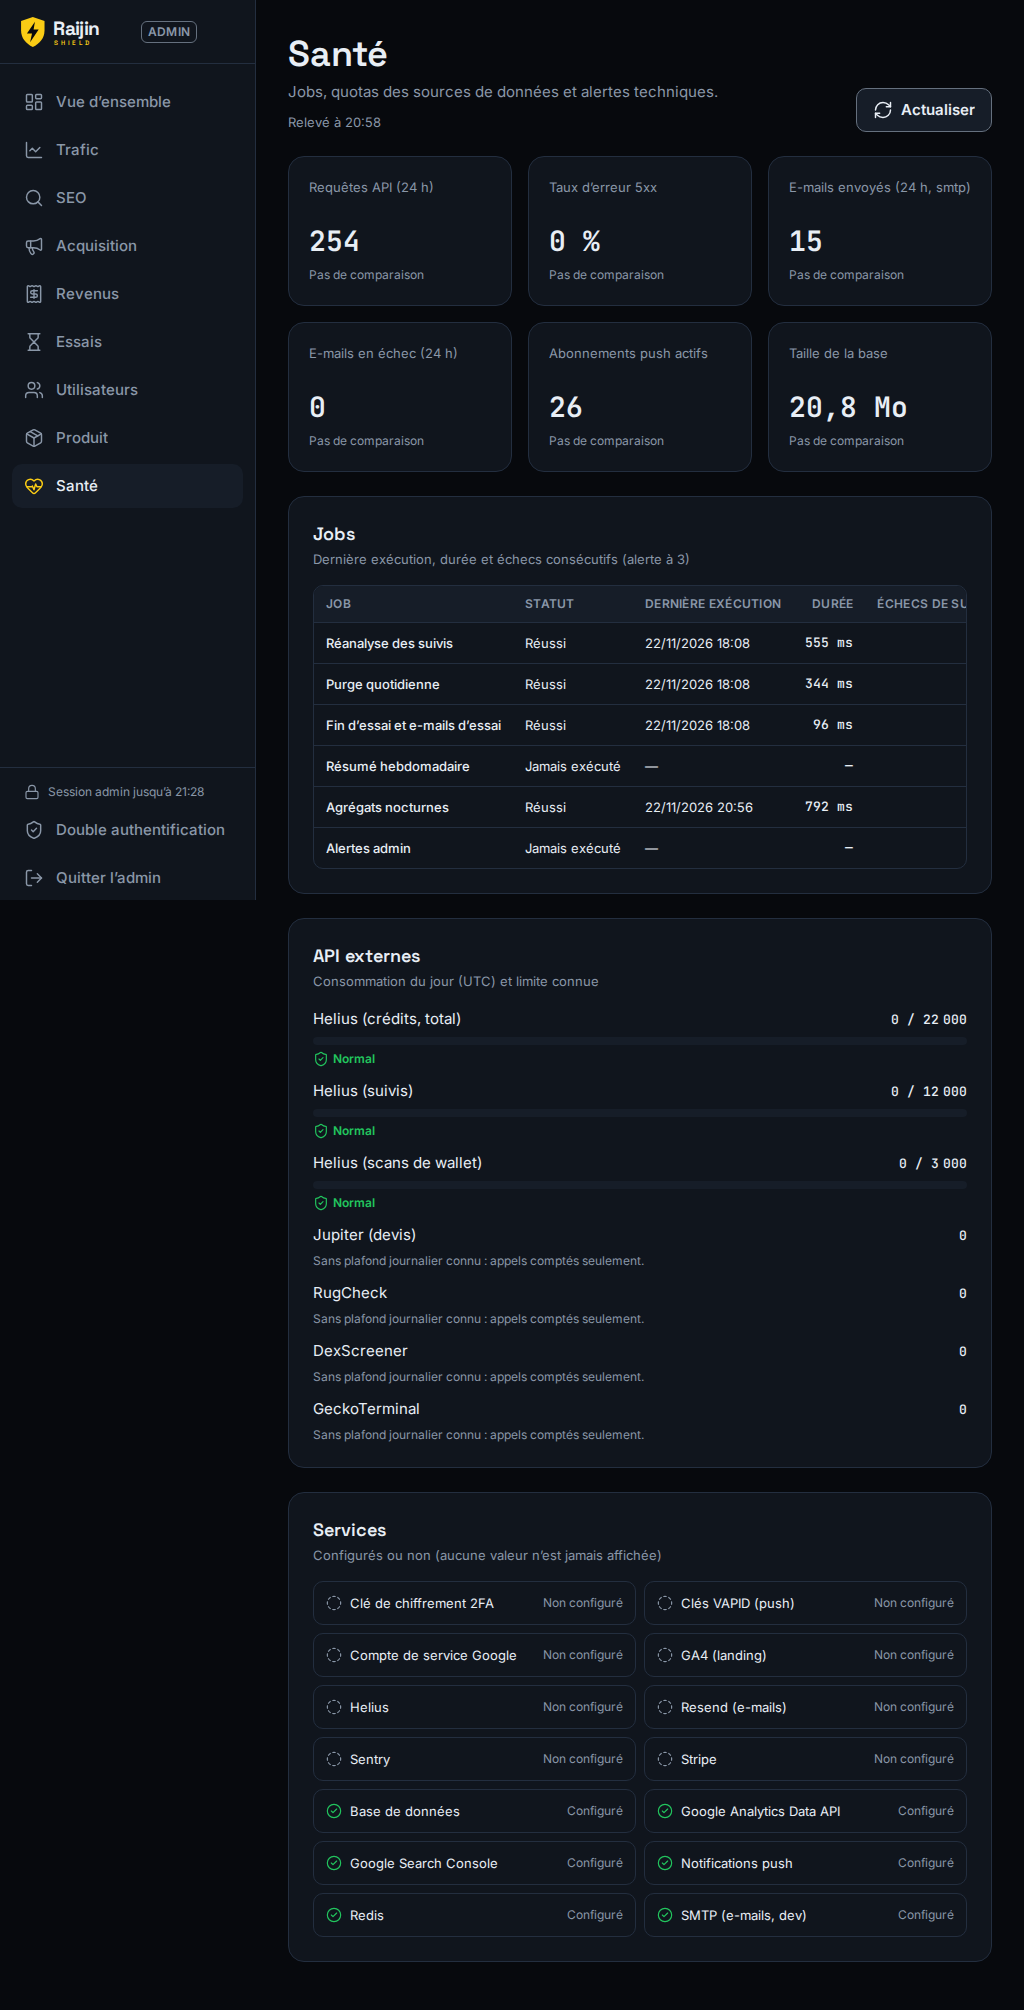 Raijin
SHIELD
ADMIN
Vue d’ensemble
Trafic
SEO
Acquisition
Revenus
Essais
Utilisateurs
Produit
Santé
Session admin jusqu’à 21:28
Double authentification
Quitter l’admin
Santé
Jobs, quotas des sources de données et alertes techniques.
Relevé à 20:58
Actualiser
Requêtes API (24 h)
254
Pas de comparaison
Taux d’erreur 5xx
0 %
Pas de comparaison
E-mails envoyés (24 h, smtp)
15
Pas de comparaison
E-mails en échec (24 h)
0
Pas de comparaison
Abonnements push actifs
26
Pas de comparaison
Taille de la base
20,8 Mo
Pas de comparaison
Jobs
Dernière exécution, durée et échecs consécutifs (alerte à 3)
JOB STATUT DERNIÈRE EXÉCUTION DURÉE ÉCHECS DE SU
Réanalyse des suivis Réussi 22/11/2026 18:08 555 ms
Purge quotidienne Réussi 22/11/2026 18:08 344 ms
Fin d’essai et e-mails d’essai Réussi 22/11/2026 18:08 96 ms
Résumé hebdomadaire Jamais exécuté — —
Agrégats nocturnes Réussi 22/11/2026 20:56 792 ms
Alertes admin Jamais exécuté — —
API externes
Consommation du jour (UTC) et limite connue
Helius (crédits, total) 0 / 22 000
Normal
Helius (suivis) 0 / 12 000
Normal
Helius (scans de wallet) 0 / 3 000
Normal
Jupiter (devis) 0
Sans plafond journalier connu : appels comptés seulement.
RugCheck 0
Sans plafond journalier connu : appels comptés seulement.
DexScreener 0
Sans plafond journalier connu : appels comptés seulement.
GeckoTerminal 0
Sans plafond journalier connu : appels comptés seulement.
Services
Configurés ou non (aucune valeur n’est jamais affichée)
Clé de chiffrement 2FA Non configuré
Clés VAPID (push) Non configuré
Compte de service Google Non configuré
GA4 (landing) Non configuré
Helius Non configuré
Resend (e-mails) Non configuré
Sentry Non configuré
Stripe Non configuré
Base de données Configuré
Google Analytics Data API Configuré
Google Search Console Configuré
Notifications push Configuré
Redis Configuré
SMTP (e-mails, dev) Configuré